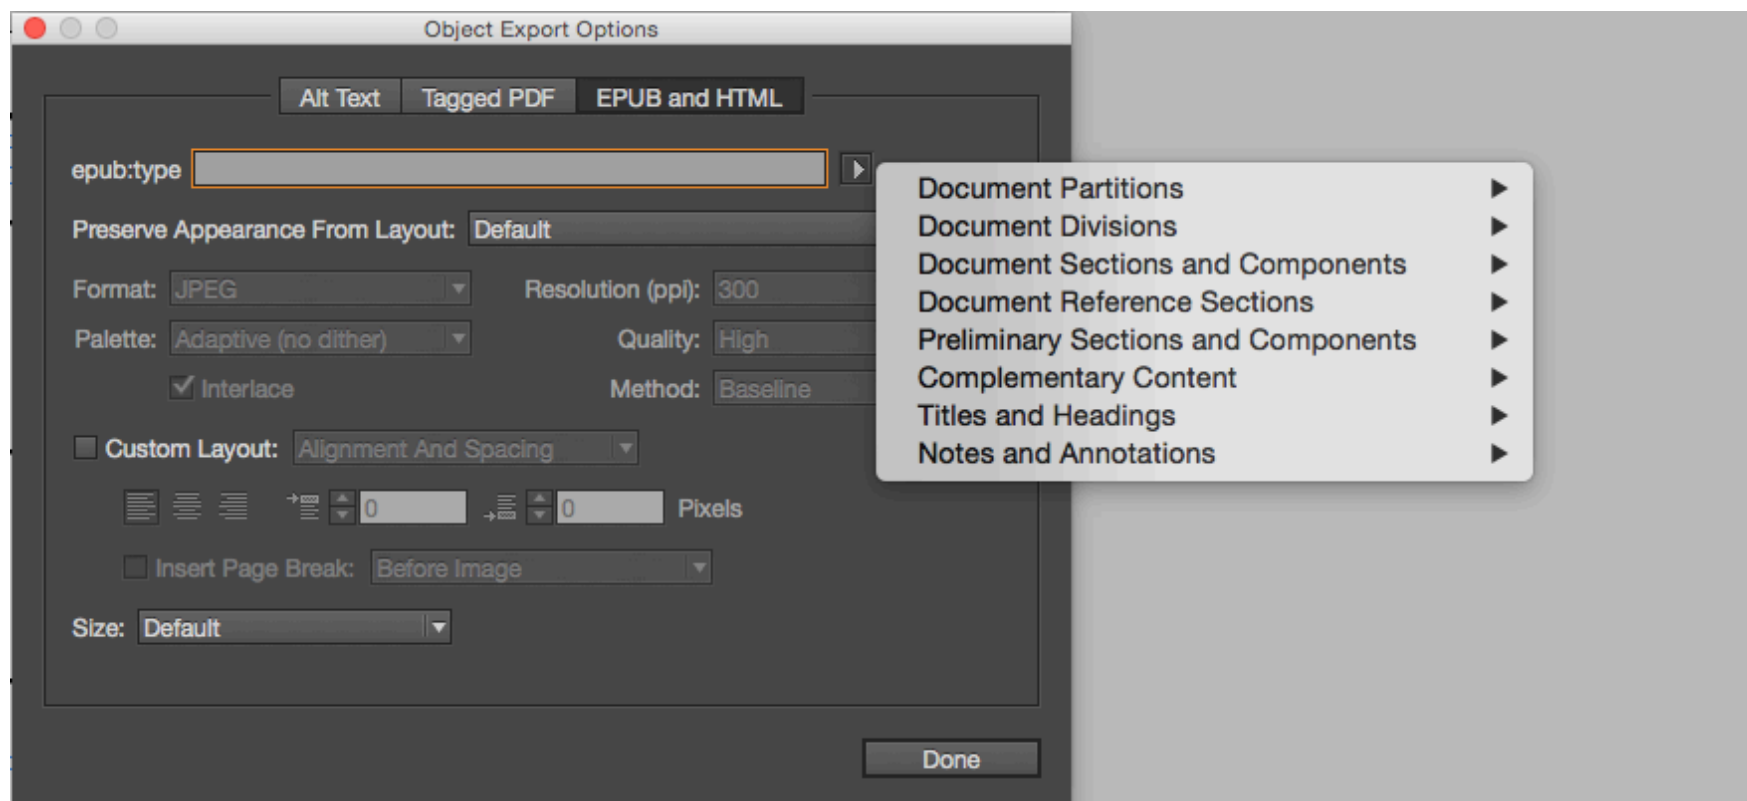 Object Export Options
Alt Text Tagged PDF EPUB and HTML
epub:type
Preserve Appearance From Layout: Default
Format: JPEG Resolution (ppi): 300
Palette: Adaptive (no dither) Quality: High
Interlace Method: Baseline
Custom Layout: Alignment And Spacing
0 0 Pixels
Insert Page Break: Before Image
Size: Default
Done
Document Partitions
Document Divisions
Document Sections and Components
Document Reference Sections
Preliminary Sections and Components
Complementary Content
Titles and Headings
Notes and Annotations